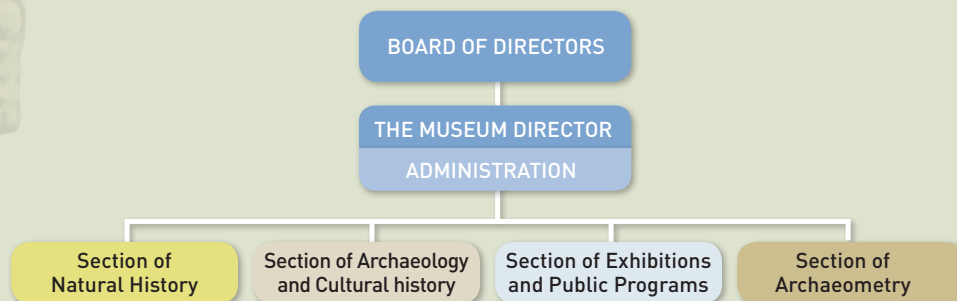 BOARD OF DIRECTORS
THE MUSEUM DIRECTOR
ADMINISTRATION
Section of
Natural History
Section of Archaeology
and Cultural history
Section of Exhibitions
and Public Programs
Section of
Archaeometry